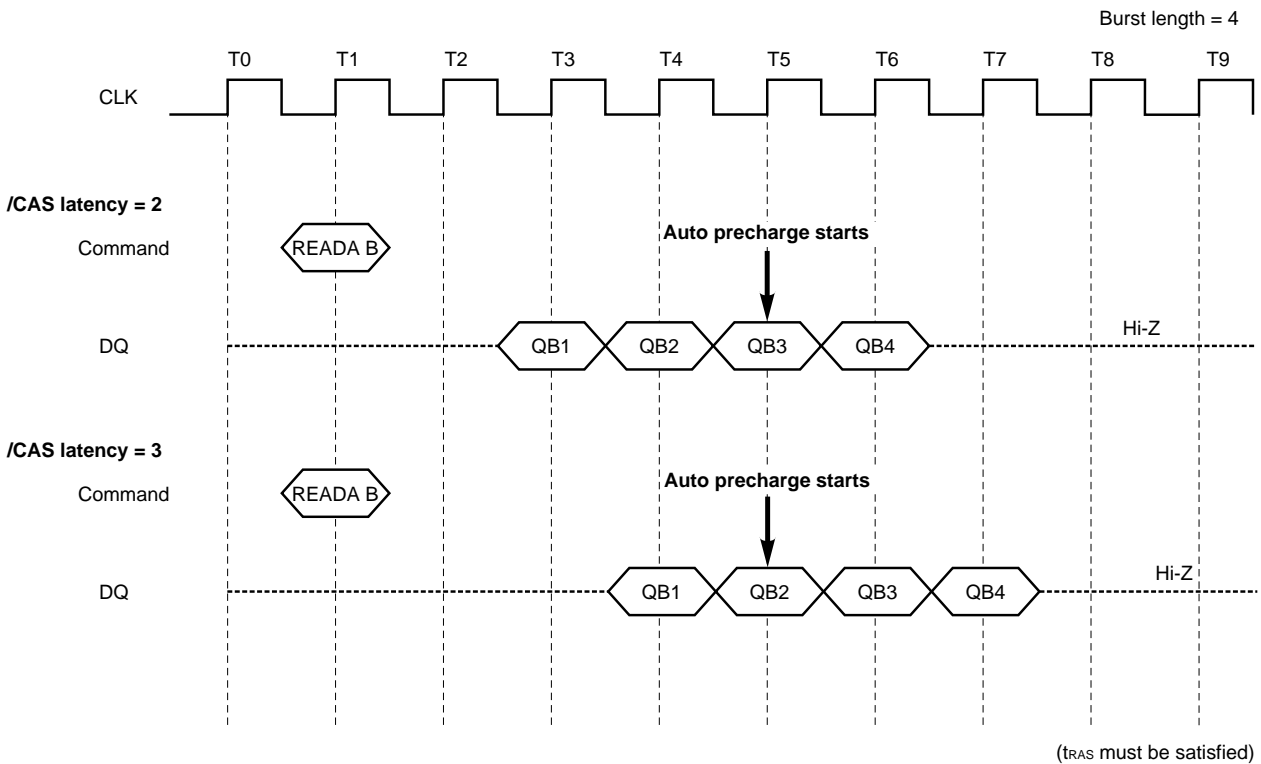 Burst length = 4
T0 T1 T2 T3 T4 T5 T6 T7 T8 T9
CLK
/CAS latency = 2
Command READA B Auto precharge starts
Hi-Z
DQ QB1 QB2 QB3 QB4
/CAS latency = 3
Auto precharge starts
Command READA B
Hi-Z
DQ QB1 QB2 QB3 QB4
(tRAS must be satisfied)